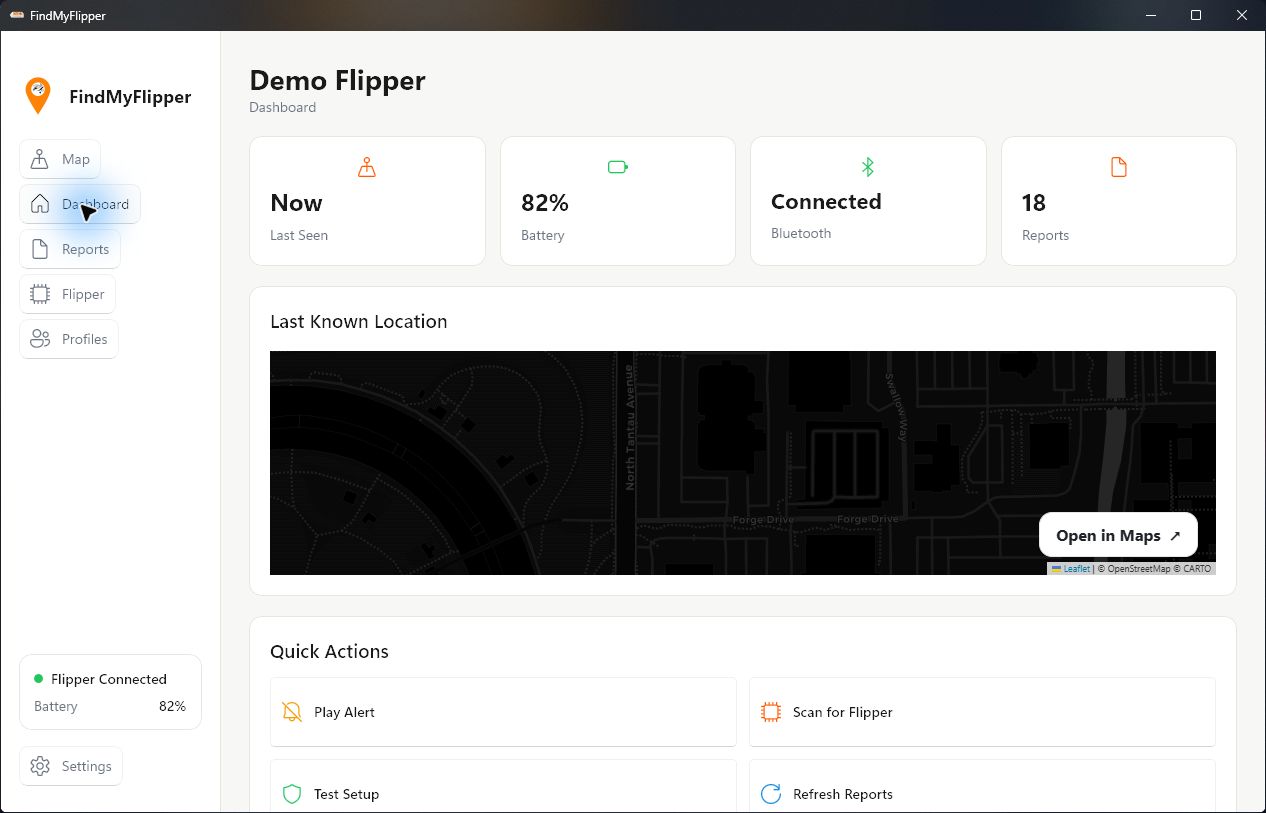 FindMyFlipper
FindMyFlipper
Map
Dashboard
Reports
Flipper
Profiles
Flipper Connected
Battery 82%
Settings
Demo Flipper
Dashboard
Now
Last Seen
82%
Battery
Connected
Bluetooth
18
Reports
Last Known Location
North Tantau Avenue
Swallow Way
Forge Drive
Forge Drive
Open in Maps ↗
Leaflet | © OpenStreetMap © CARTO
Quick Actions
Play Alert
Scan for Flipper
Test Setup
Refresh Reports